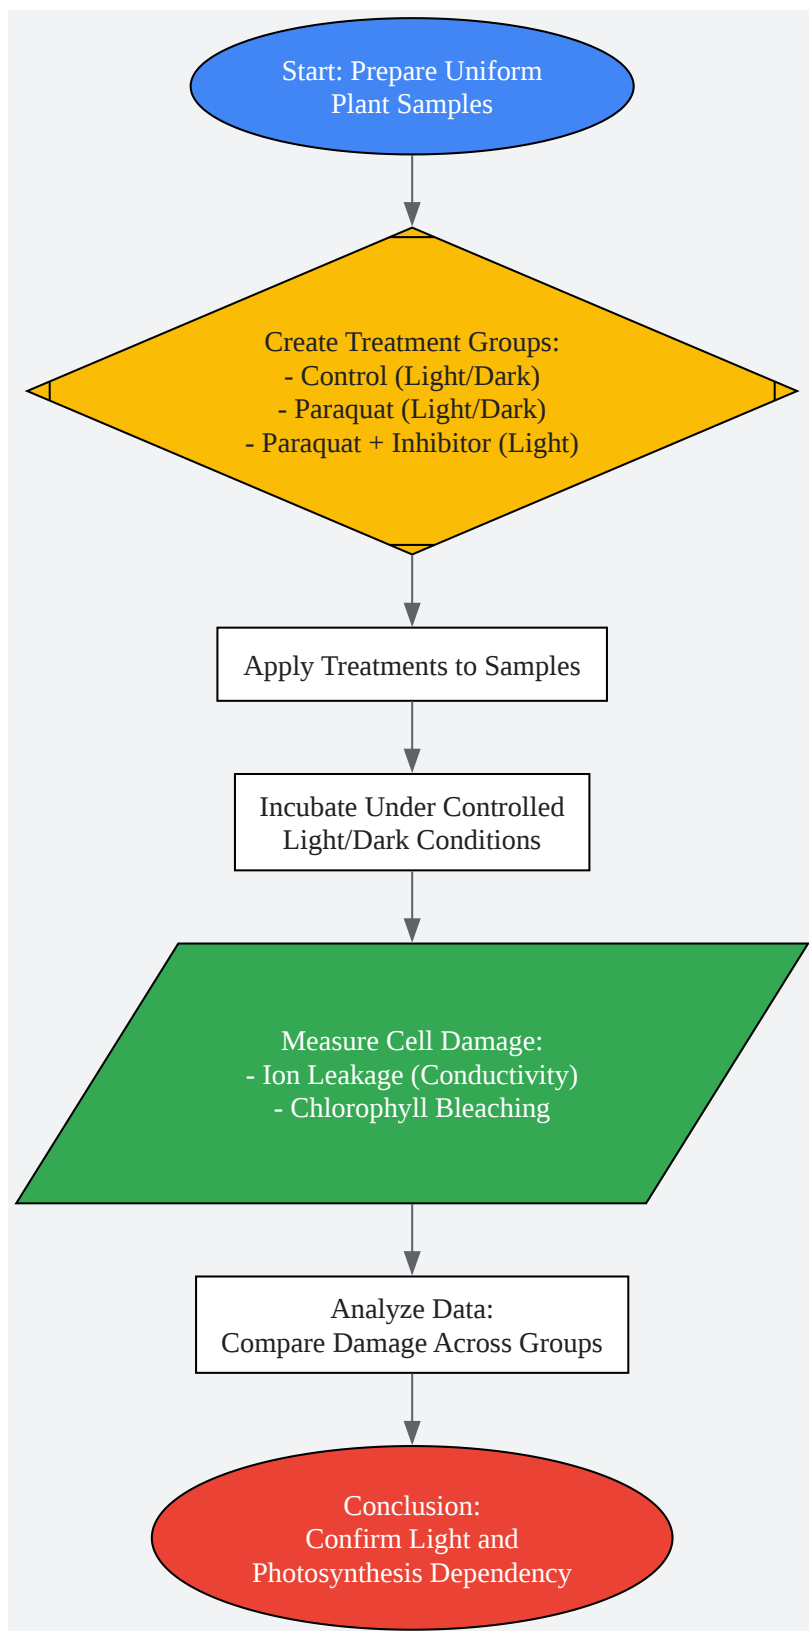 Start: Prepare Uniform
Plant Samples
Create Treatment Groups:
- Control (Light/Dark)
- Paraquat (Light/Dark)
- Paraquat + Inhibitor (Light)
Apply Treatments to Samples
Incubate Under Controlled
Light/Dark Conditions
Measure Cell Damage:
- Ion Leakage (Conductivity)
- Chlorophyll Bleaching
Analyze Data:
Compare Damage Across Groups
Conclusion:
Confirm Light and
Photosynthesis Dependency